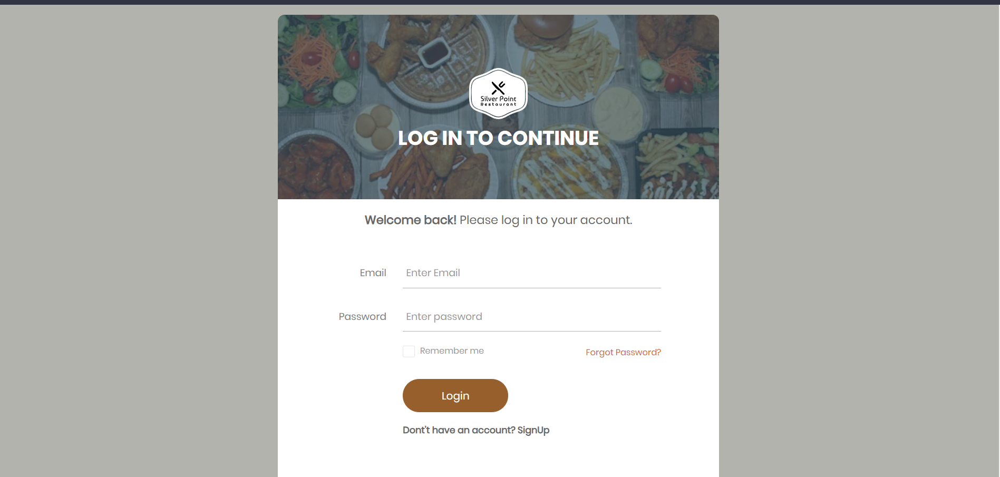 Silver Point
Restaurant
LOG IN TO CONTINUE
Welcome back! Please log in to your account.
Email Enter Email
Password Enter password
Remember me Forgot Password?
Login
Dont't have an account? SignUp